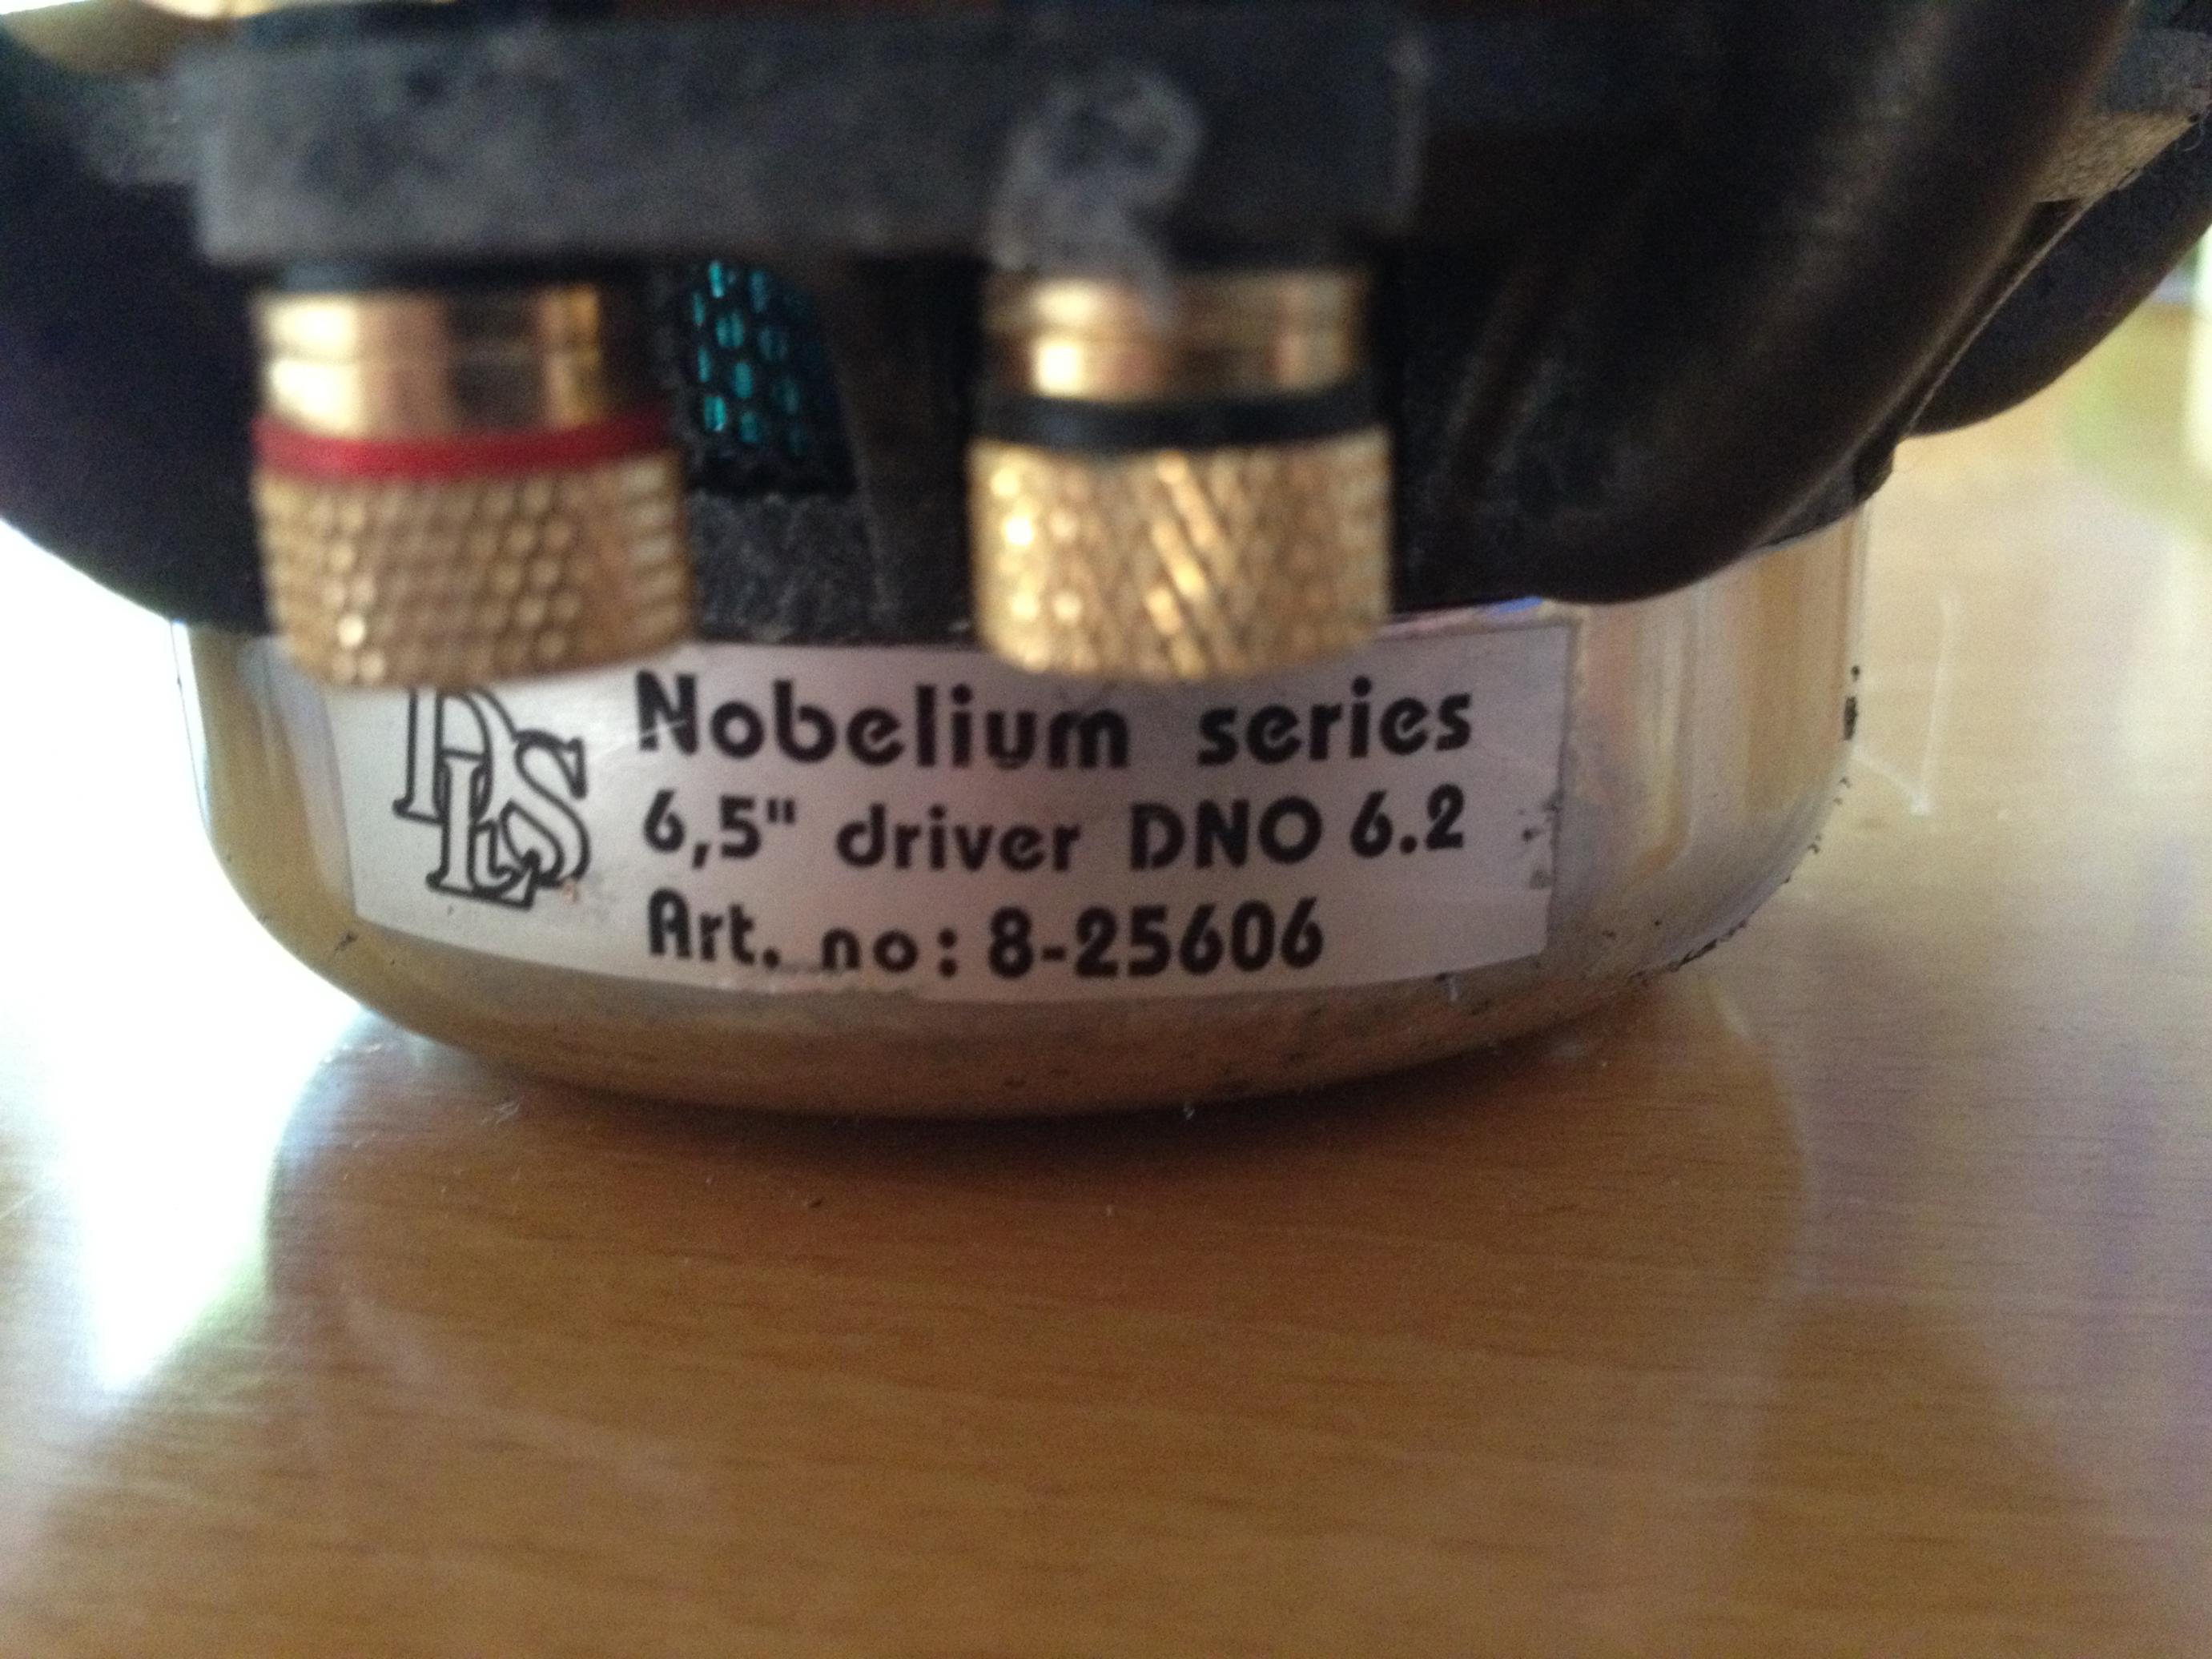 DLS
Nobelium series
6,5" driver DNO 6.2
Art. no: 8-25606